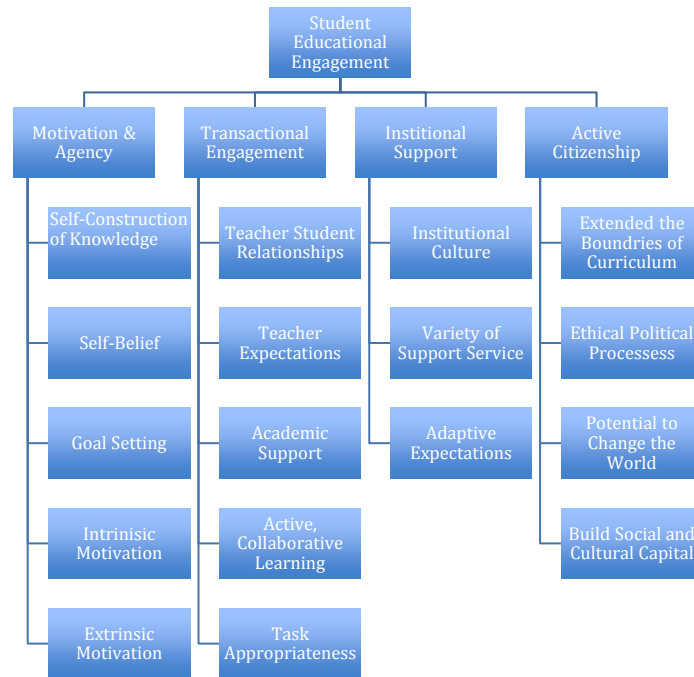 Student
Educational
Engagement
Motivation &
Agency
Self-Construction
of Knowledge
Self-Belief
Goal Setting
Intrinisic
Motivation
Extrinsic
Motivation
Transactional
Engagement
Teacher Student
Relationships
Teacher
Expectations
Academic
Support
Active,
Collaborative
Learning
Task
Appropriateness
Institional
Support
Institutional
Culture
Variety of
Support Service
Adaptive
Expectations
Active
Citizenship
Extended the
Boundries of
Curriculum
Ethical Political
Processess
Potential to
Change the
World
Build Social and
Cultural Capital